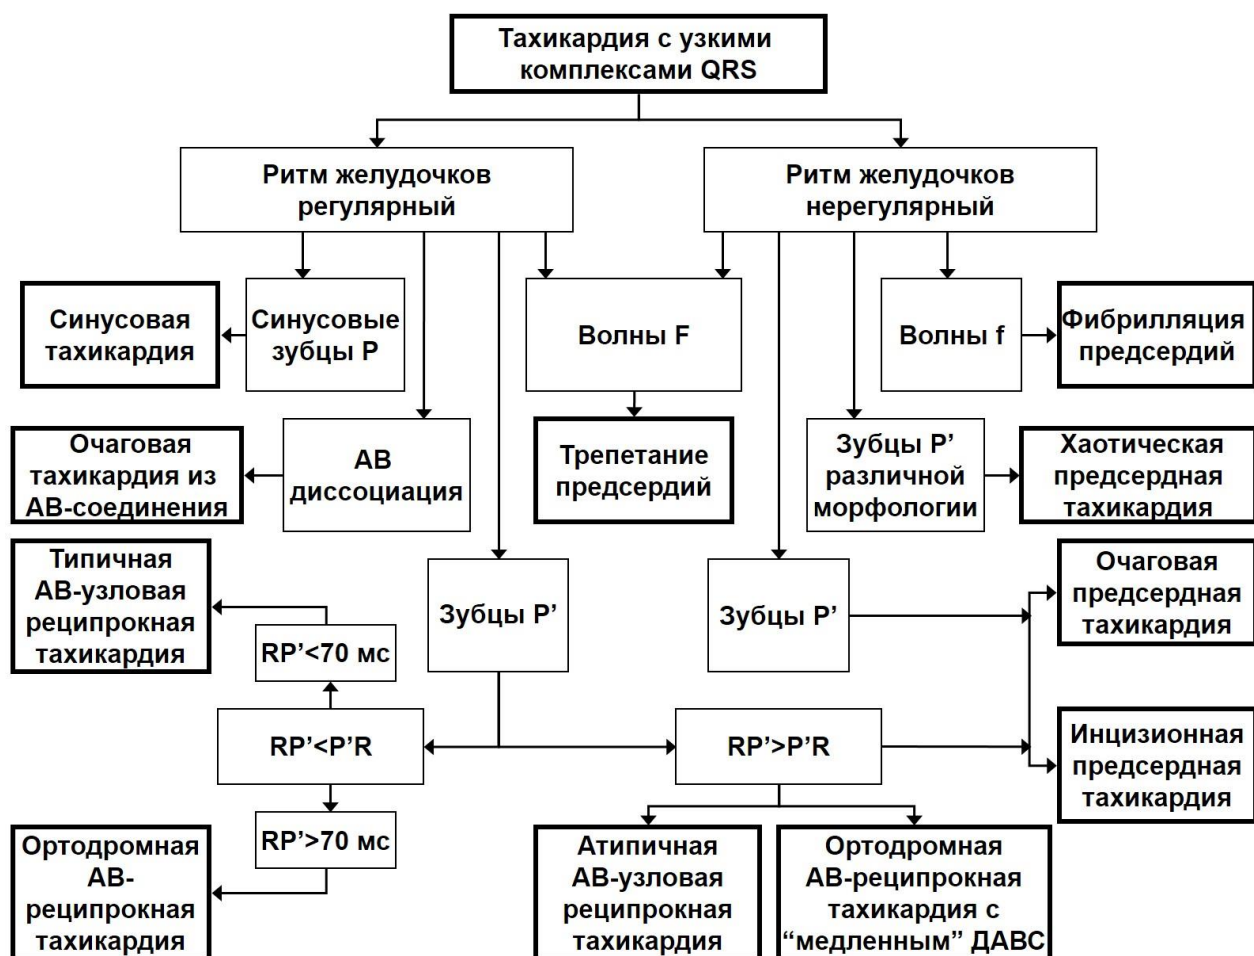 Тахикардия с узкими
комплексами QRS
Ритм желудочков
регулярный
Ритм желудочков
нерегулярный
Синусовая
тахикардия
Синусовые
зубцы P
Волны F
Волны f
Фибрилляция
предсердий
Очаговая
тахикардия из
АВ-соединения
АВ
диссоциация
Трепетание
предсердий
Зубцы P’
различной
морфологии
Хаотическая
предсердная
тахикардия
Типичная
АВ-узловая
реципрокная
тахикардия
RP’<70 мс
Зубцы P’
Зубцы P’
Очаговая
предсердная
тахикардия
RP’<P’R
RP’>P’R
Инцизионная
предсердная
тахикардия
RP’>70 мс
Ортодромная
АВ-
реципрокная
тахикардия
Атипичная
АВ-узловая
реципрокная
тахикардия
Ортодромная
АВ-реципрокная
тахикардия с
“медленным” ДАВС